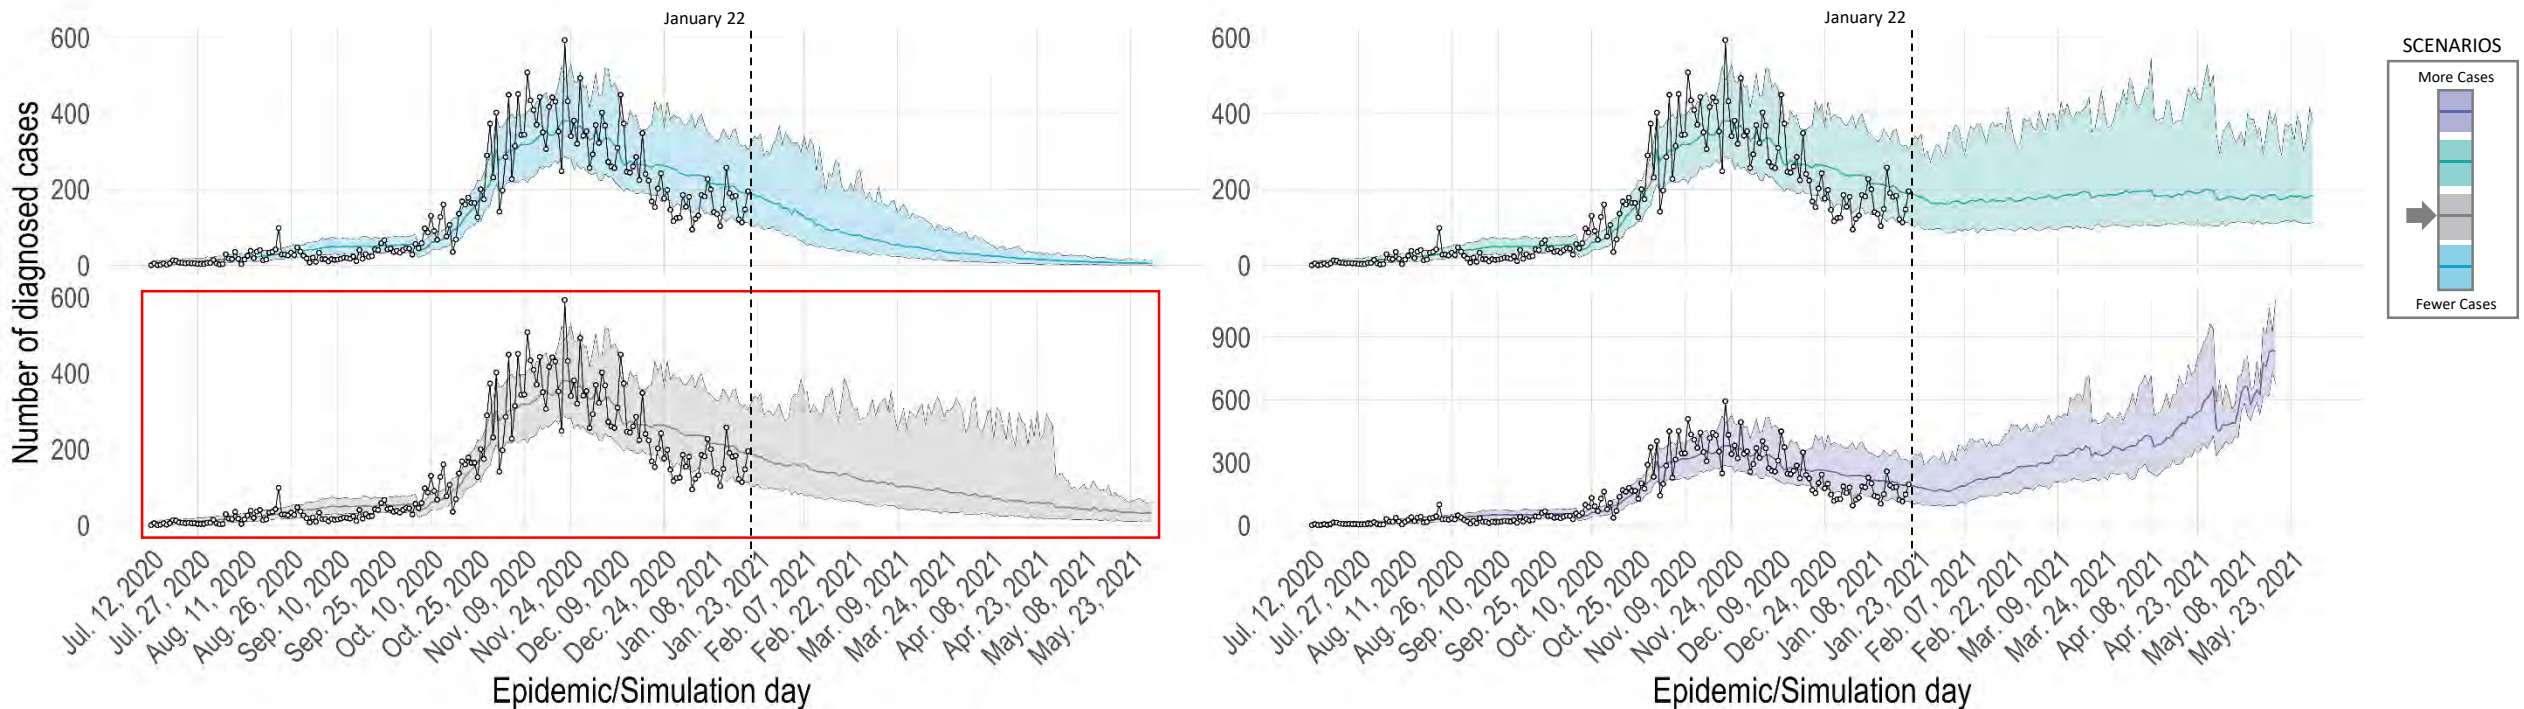 January 22
January 22
Number of diagnosed cases
600
400
200
0
600
400
200
0
Jul. 12, 2020
Jul. 27, 2020
Aug. 11, 2020
Aug. 26, 2020
Sep. 10, 2020
Sep. 25, 2020
Oct. 10, 2020
Oct. 25, 2020
Nov. 09, 2020
Nov. 24, 2020
Dec. 09, 2020
Dec. 24, 2020
Jan. 08, 2021
Jan. 23, 2021
Feb. 07, 2021
Feb. 22, 2021
Mar. 09, 2021
Mar. 24, 2021
Apr. 08, 2021
Apr. 23, 2021
May. 08, 2021
May. 23, 2021
Epidemic/Simulation day
600
400
200
0
900
600
300
0
Jul. 12, 2020
Jul. 27, 2020
Aug. 11, 2020
Aug. 26, 2020
Sep. 10, 2020
Sep. 25, 2020
Oct. 10, 2020
Oct. 25, 2020
Nov. 09, 2020
Nov. 24, 2020
Dec. 09, 2020
Dec. 24, 2020
Jan. 08, 2021
Jan. 23, 2021
Feb. 07, 2021
Feb. 22, 2021
Mar. 09, 2021
Mar. 24, 2021
Apr. 08, 2021
Apr. 23, 2021
May. 08, 2021
May. 23, 2021
Epidemic/Simulation day
SCENARIOS
More Cases
Fewer Cases